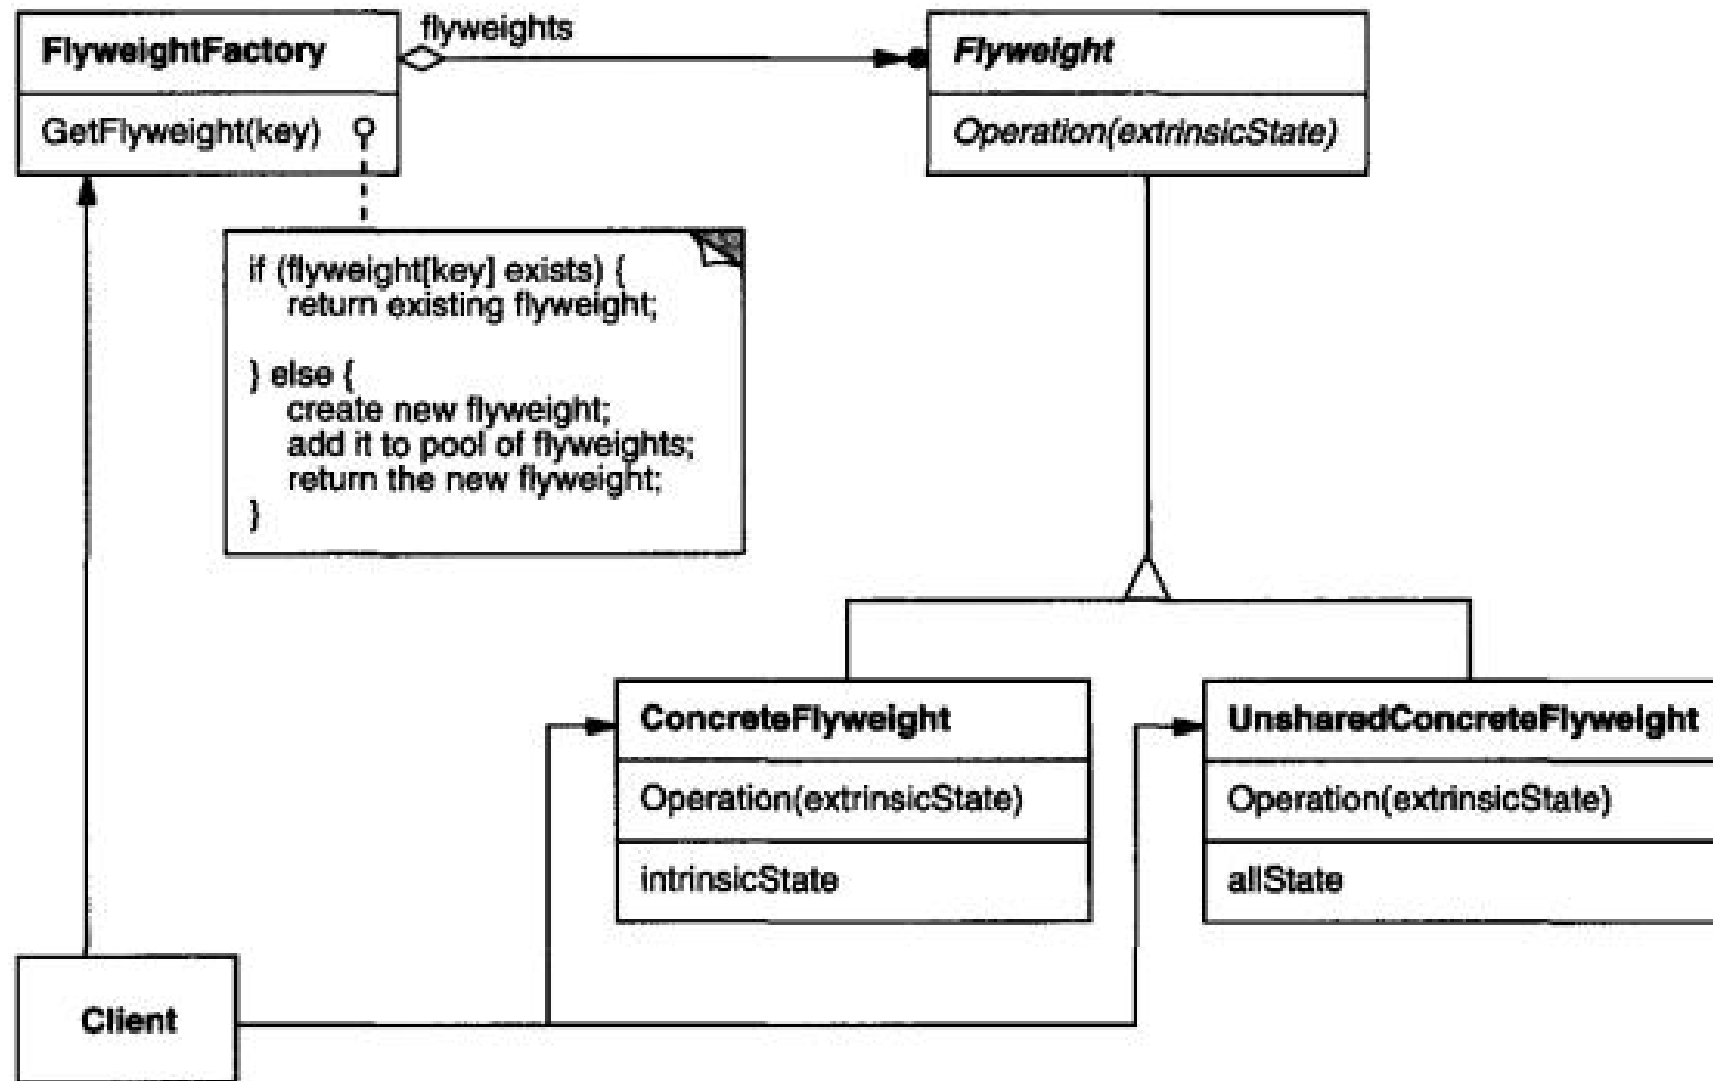 FlyweightFactory
flyweights
Flyweight
GetFlyweight(key)
Operation(extrinsicState)
if (flyweight[key] exists) {
return existing flyweight;
} else {
create new flyweight;
add it to pool of flyweights;
return the new flyweight;
}
ConcreteFlyweight
Operation(extrinsicState)
intrinsicState
UnsharedConcreteFlyweight
Operation(extrinsicState)
allState
Client